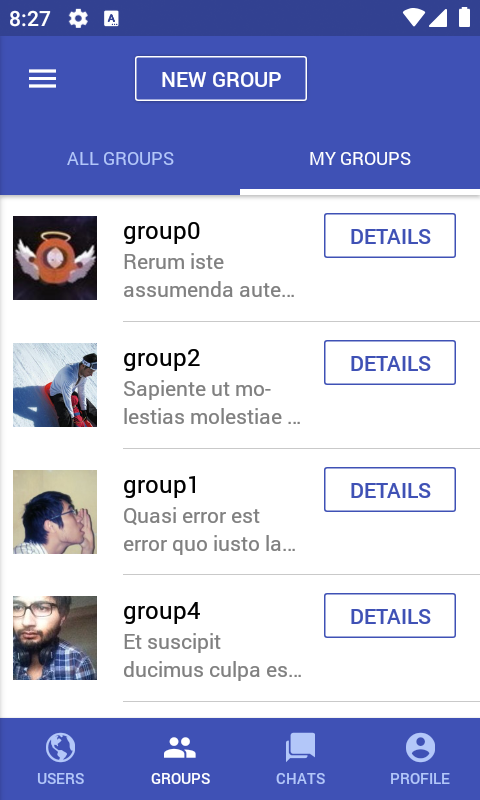 8:27
NEW GROUP
ALL GROUPS
MY GROUPS
group0
DETAILS
Rerum iste
assumenda aute...
group2
DETAILS
Sapiente ut mo-
lestias molestiae ...
group1
DETAILS
Quasi error est
error quo iusto la...
group4
DETAILS
Et suscipit
ducimus culpa es...
USERS
GROUPS
CHATS
PROFILE